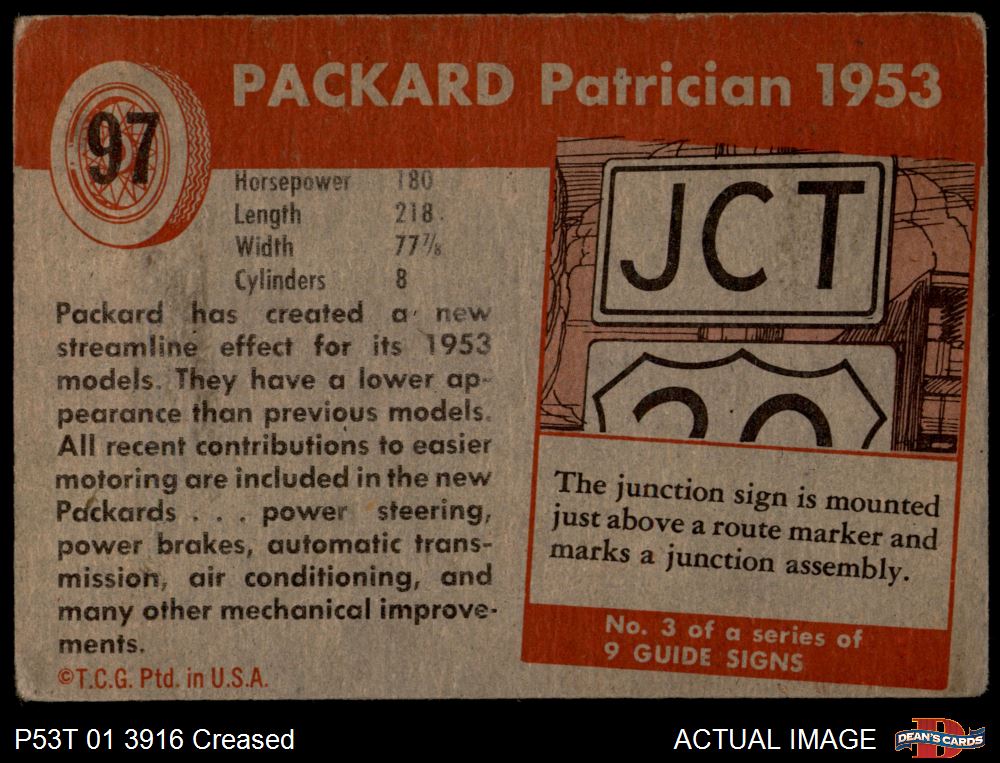 97
PACKARD Patrician 1953
Horsepower 180
Length 218
Width 77 7/8
Cylinders 8
Packard has created a new
streamline effect for its 1953
models. They have a lower ap-
pearance than previous models.
All recent contributions to easier
motoring are included in the new
Packards . . . power steering,
power brakes, automatic trans-
mission, air conditioning, and
many other mechanical improve-
ments.
©T.C.G. Ptd. in U.S.A.
JCT
The junction sign is mounted
just above a route marker and
marks a junction assembly.
No. 3 of a series of
9 GUIDE SIGNS
P53T 01 3916 Creased
ACTUAL IMAGE
DEAN'S CARDS